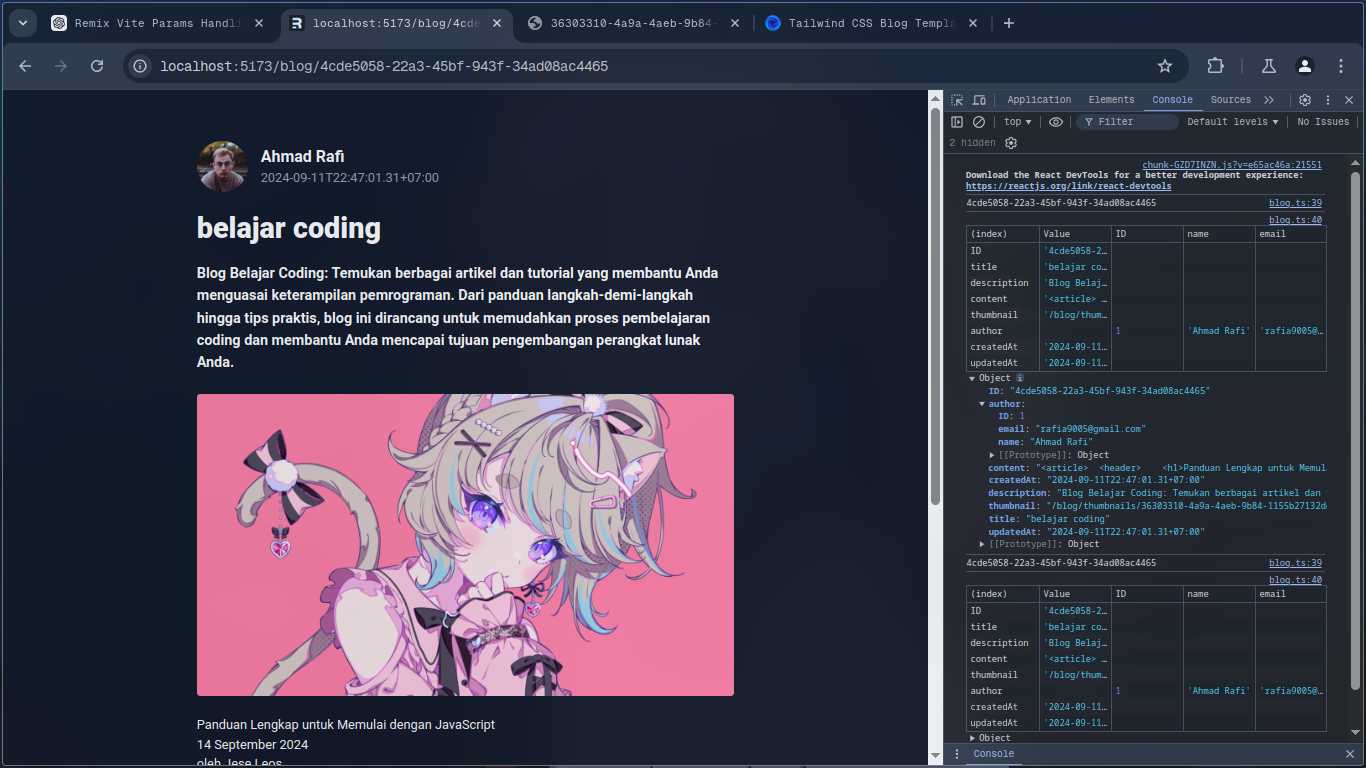 Remix Vite Params Handli
localhost:5173/blog/4cde
36303310-4a9a-4aeb-9b84-
Tailwind CSS Blog Templa
localhost:5173/blog/4cde5058-22a3-45bf-943f-34ad08ac4465
Ahmad Rafi
2024-09-11T22:47:01.31+07:00
belajar coding
Blog Belajar Coding: Temukan berbagai artikel dan tutorial yang membantu Anda
menguasai keterampilan pemrograman. Dari panduan langkah-demi-langkah
hingga tips praktis, blog ini dirancang untuk memudahkan proses pembelajaran
coding dan membantu Anda mencapai tujuan pengembangan perangkat lunak
Anda.
Panduan Lengkap untuk Memulai dengan JavaScript
14 September 2024
oleh Jese Leos
Application Elements Console Sources
top Filter Default levels No Issues
2 hidden
chunk-GZD7INZN.js?v=e65ac46a:21551
Download the React DevTools for a better development experience:
https://reactjs.org/link/react-devtools
4cde5058-22a3-45bf-943f-34ad08ac4465 blog.ts:39
blog.ts:40
(index) Value ID name email
ID '4cde5058-2…
title 'belajar co…
description 'Blog Belaj…
content '<article> …
thumbnail '/blog/thum…
author 1 'Ahmad Rafi' 'rafia9005@…
createdAt '2024-09-11…
updatedAt '2024-09-11…
Object i
ID: "4cde5058-22a3-45bf-943f-34ad08ac4465"
author:
ID: 1
email: "rafia9005@gmail.com"
name: "Ahmad Rafi"
[[Prototype]]: Object
content: "<article> <header> <h1>Panduan Lengkap untuk Memula
createdAt: "2024-09-11T22:47:01.31+07:00"
description: "Blog Belajar Coding: Temukan berbagai artikel dan
thumbnail: "/blog/thumbnails/36303310-4a9a-4aeb-9b84-1155b27132d
title: "belajar coding"
updatedAt: "2024-09-11T22:47:01.31+07:00"
[[Prototype]]: Object
4cde5058-22a3-45bf-943f-34ad08ac4465 blog.ts:39
blog.ts:40
(index) Value ID name email
ID '4cde5058-2…
title 'belajar co…
description 'Blog Belaj…
content '<article> …
thumbnail '/blog/thum…
author 1 'Ahmad Rafi' 'rafia9005@…
createdAt '2024-09-11…
updatedAt '2024-09-11…
Object
Console